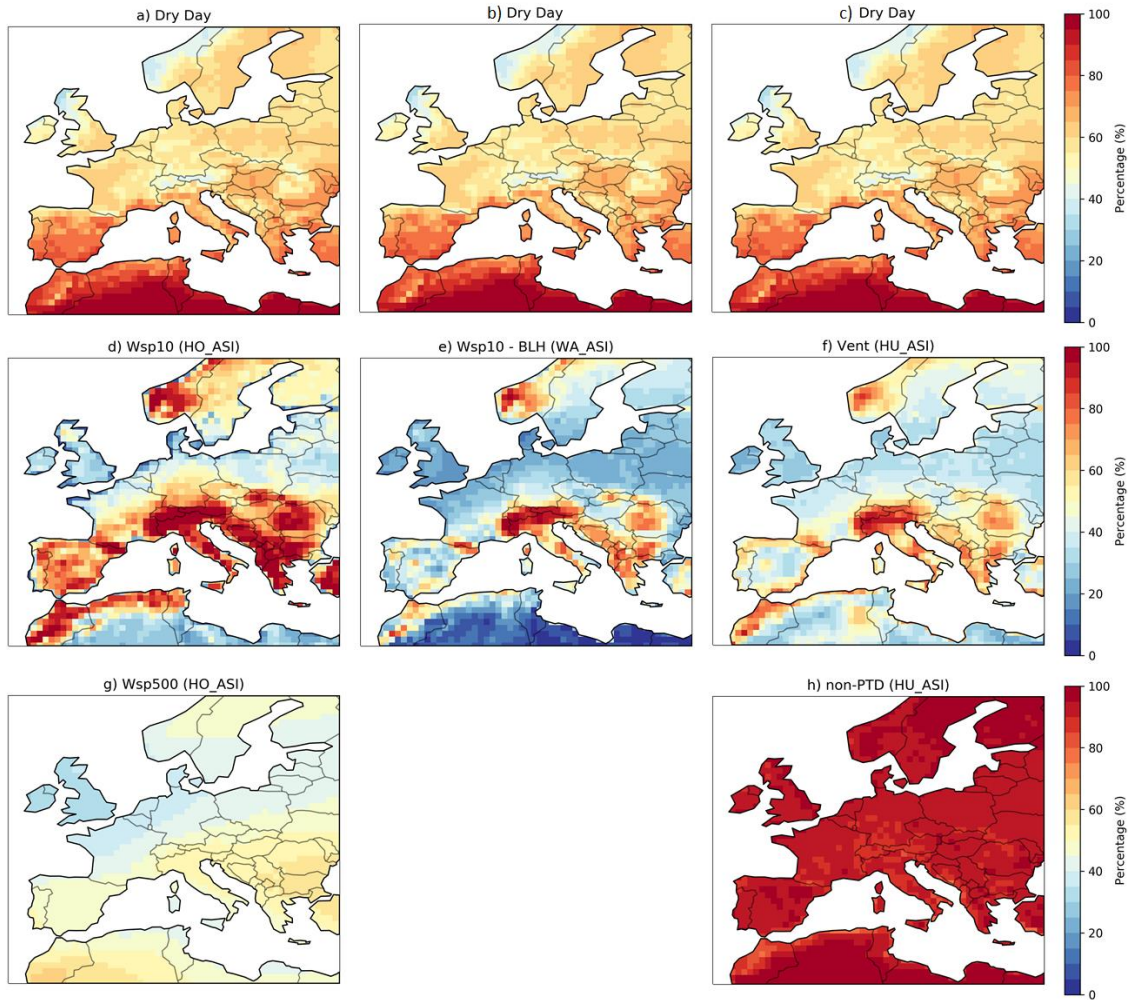 a) Dry Day
b) Dry Day
c) Dry Day
100
80
60
40
20
0
Percentage (%)
d) Wsp10 (HO_ASI)
e) Wsp10 - BLH (WA_ASI)
f) Vent (HU_ASI)
100
80
60
40
20
0
Percentage (%)
g) Wsp500 (HO_ASI)
h) non-PTD (HU_ASI)
100
80
60
40
20
0
Percentage (%)